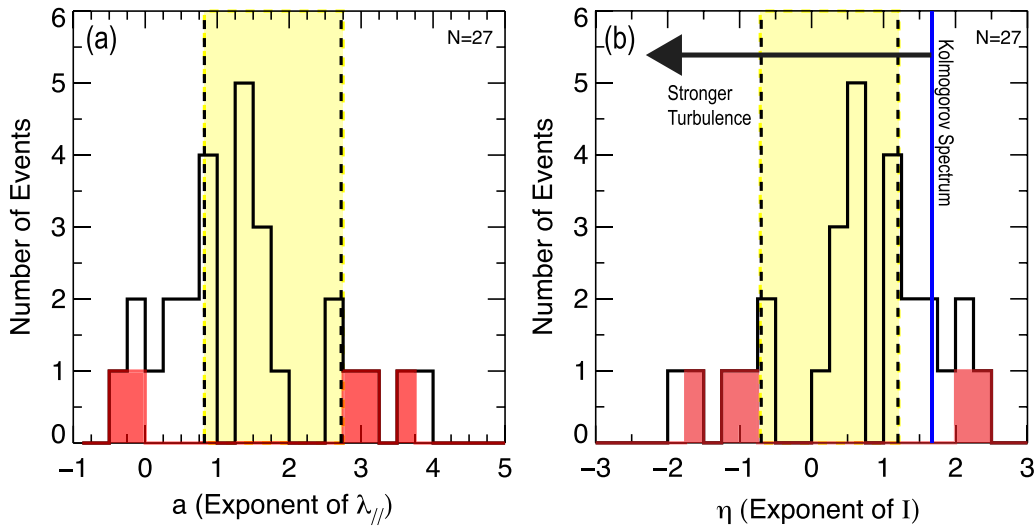 (a)
N=27
Number of Events
6
5
4
3
2
1
0
-1 0 1 2 3 4 5
a (Exponent of λ//)
(b)
N=27
Stronger
Turbulence
Kolmogorov Spectrum
Number of Events
6
5
4
3
2
1
0
-3 -2 -1 0 1 2 3
η (Exponent of I)